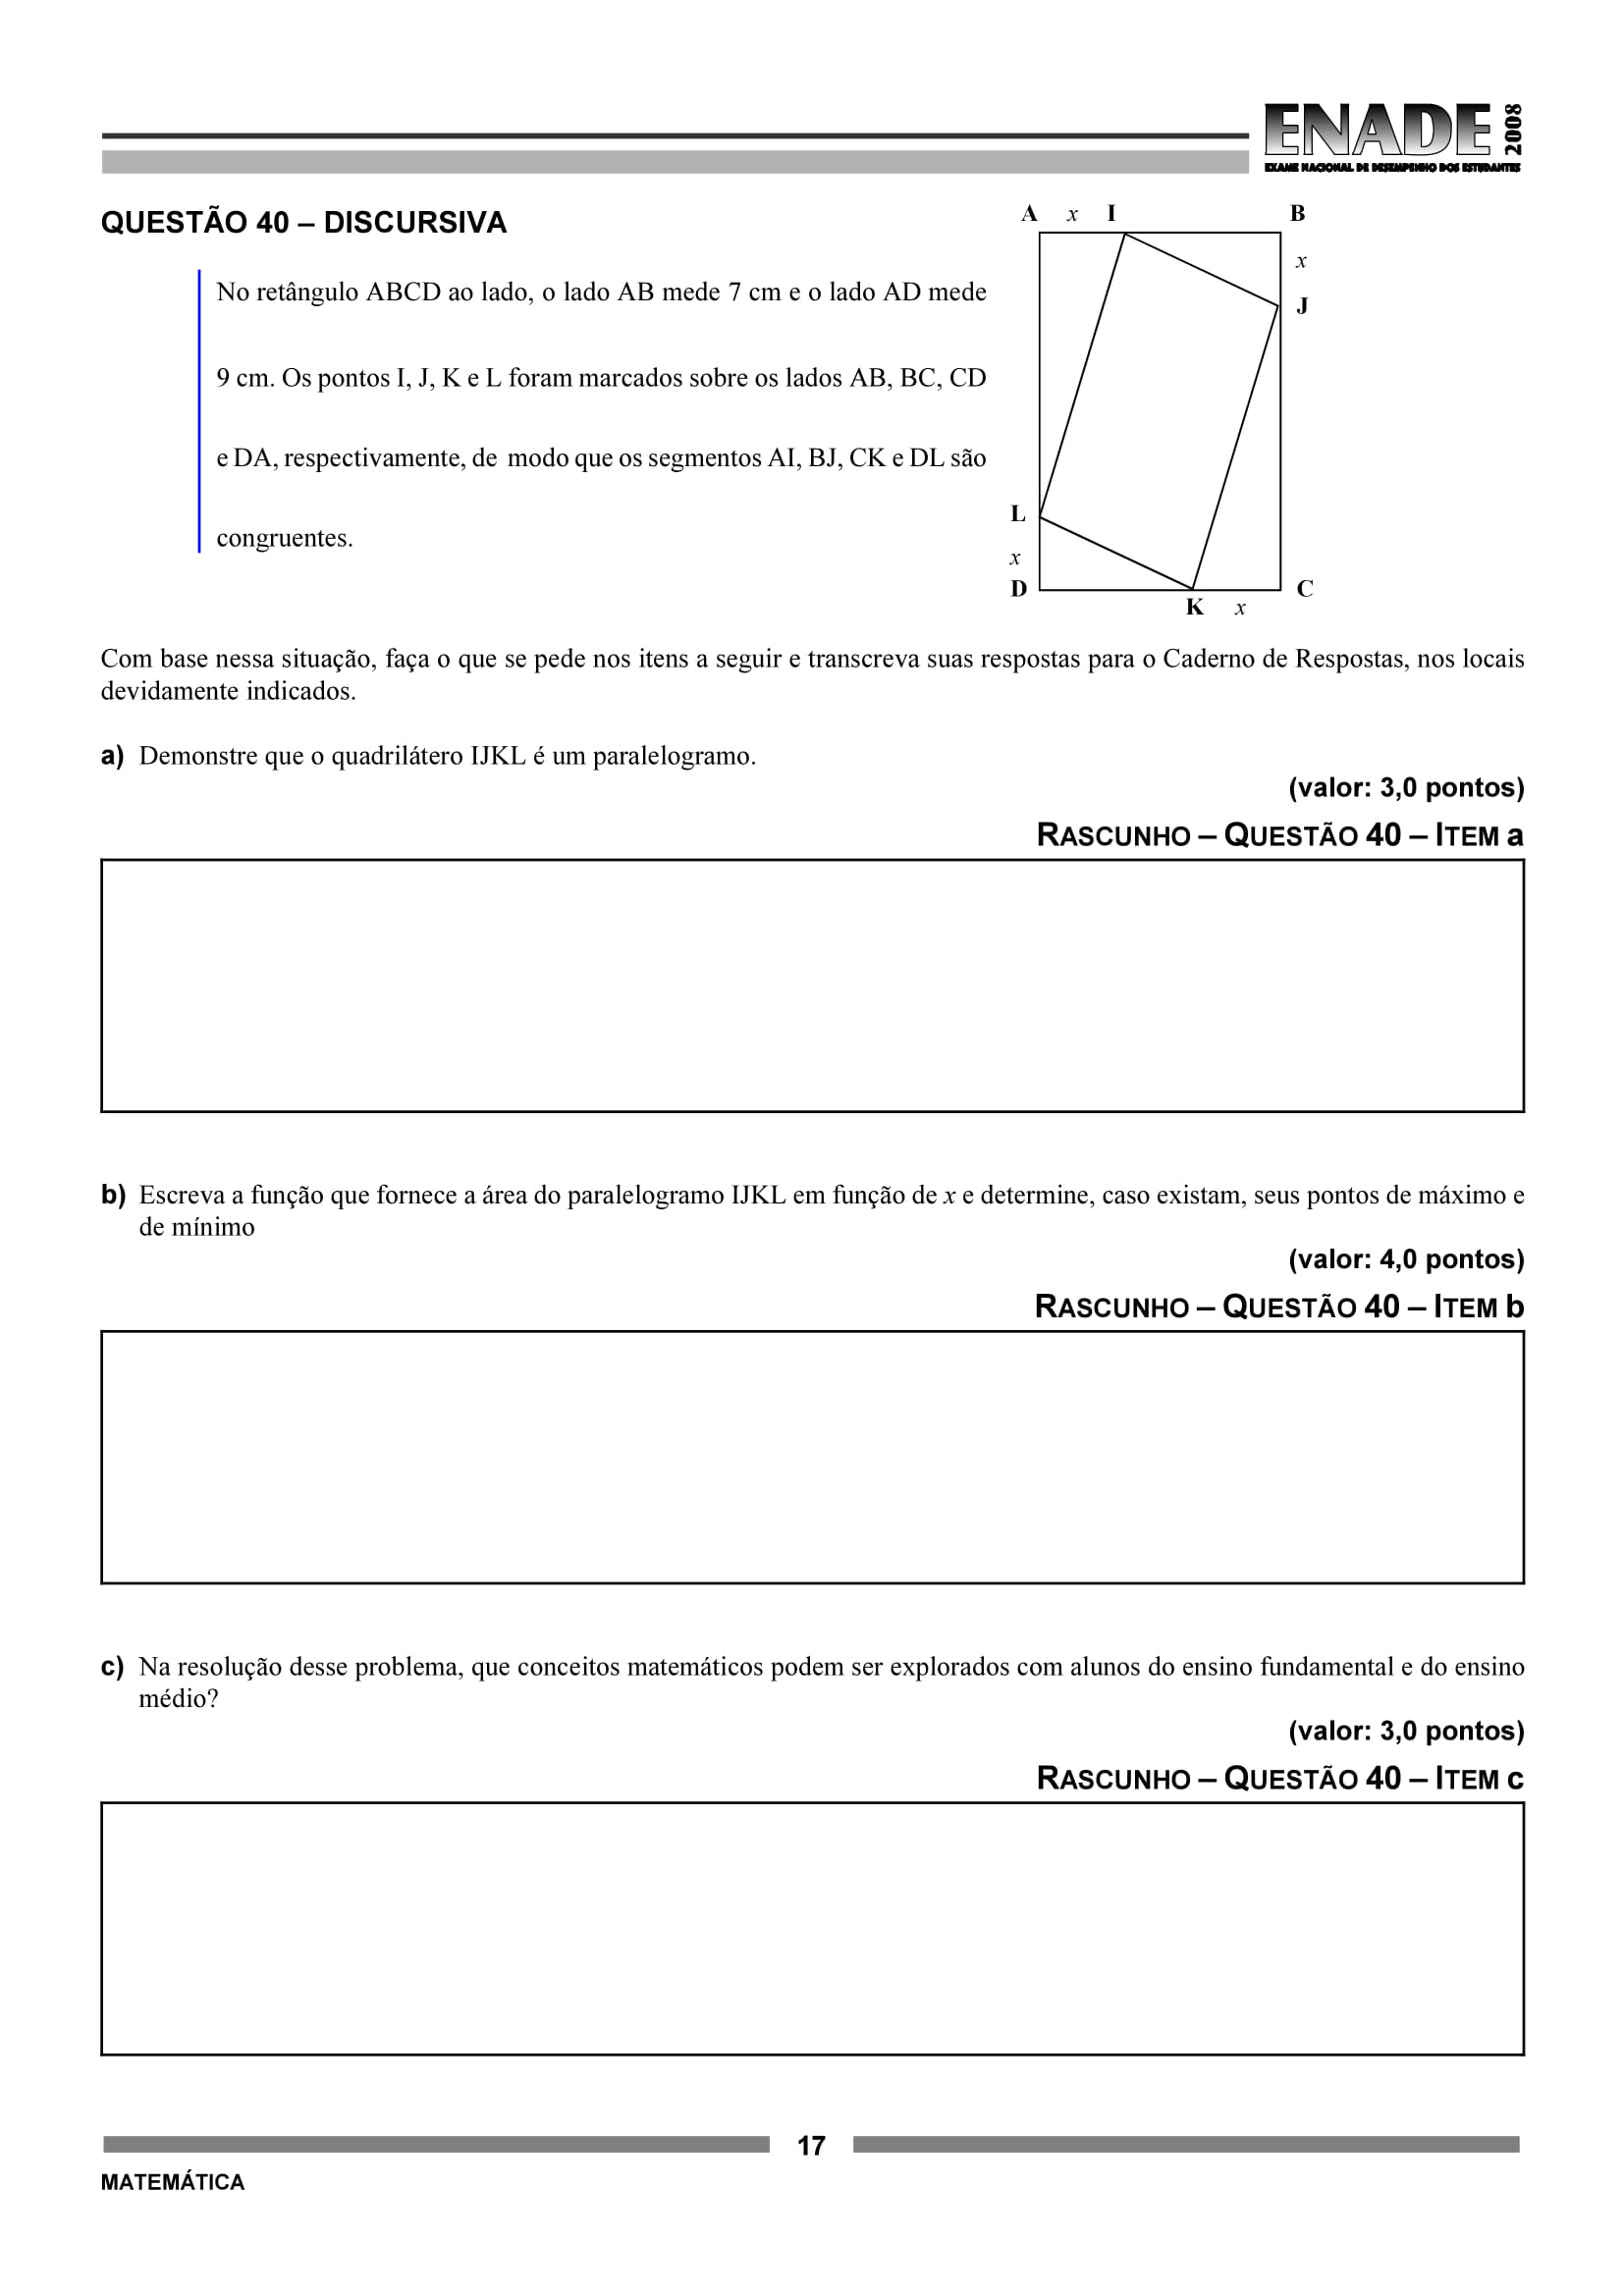 ENADE 2008
EXAME NACIONAL DE DESEMPENHO DOS ESTUDANTES
QUESTÃO 40 – DISCURSIVA
No retângulo ABCD ao lado, o lado AB mede 7 cm e o lado AD mede
9 cm. Os pontos I, J, K e L foram marcados sobre os lados AB, BC, CD
e DA, respectivamente, de modo que os segmentos AI, BJ, CK e DL são
congruentes.
A x I B
x
J
L
x
D C
K x
Com base nessa situação, faça o que se pede nos itens a seguir e transcreva suas respostas para o Caderno de Respostas, nos locais
devidamente indicados.
a) Demonstre que o quadrilátero IJKL é um paralelogramo.
(valor: 3,0 pontos)
RASCUNHO – QUESTÃO 40 – ITEM a
b) Escreva a função que fornece a área do paralelogramo IJKL em função de x e determine, caso existam, seus pontos de máximo e
de mínimo
(valor: 4,0 pontos)
RASCUNHO – QUESTÃO 40 – ITEM b
c) Na resolução desse problema, que conceitos matemáticos podem ser explorados com alunos do ensino fundamental e do ensino
médio?
(valor: 3,0 pontos)
RASCUNHO – QUESTÃO 40 – ITEM c
17
MATEMÁTICA